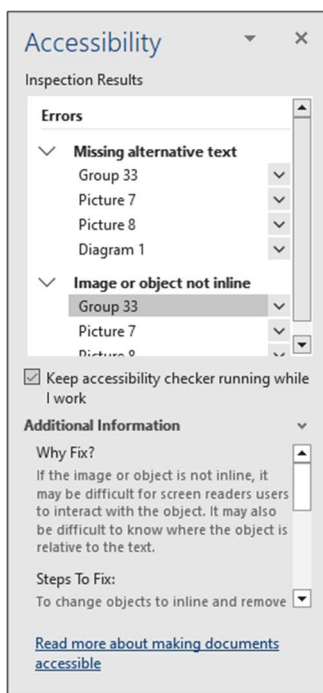 Accessibility
Inspection Results
Errors
Missing alternative text
Group 33
Picture 7
Picture 8
Diagram 1
Image or object not inline
Group 33
Picture 7
Picture 8
Keep accessibility checker running while
I work
Additional Information
Why Fix?
If the image or object is not inline, it
may be difficult for screen readers users
to interact with the object. It may also
be difficult to know where the object is
relative to the text.
Steps To Fix:
To change objects to inline and remove
Read more about making documents
accessible